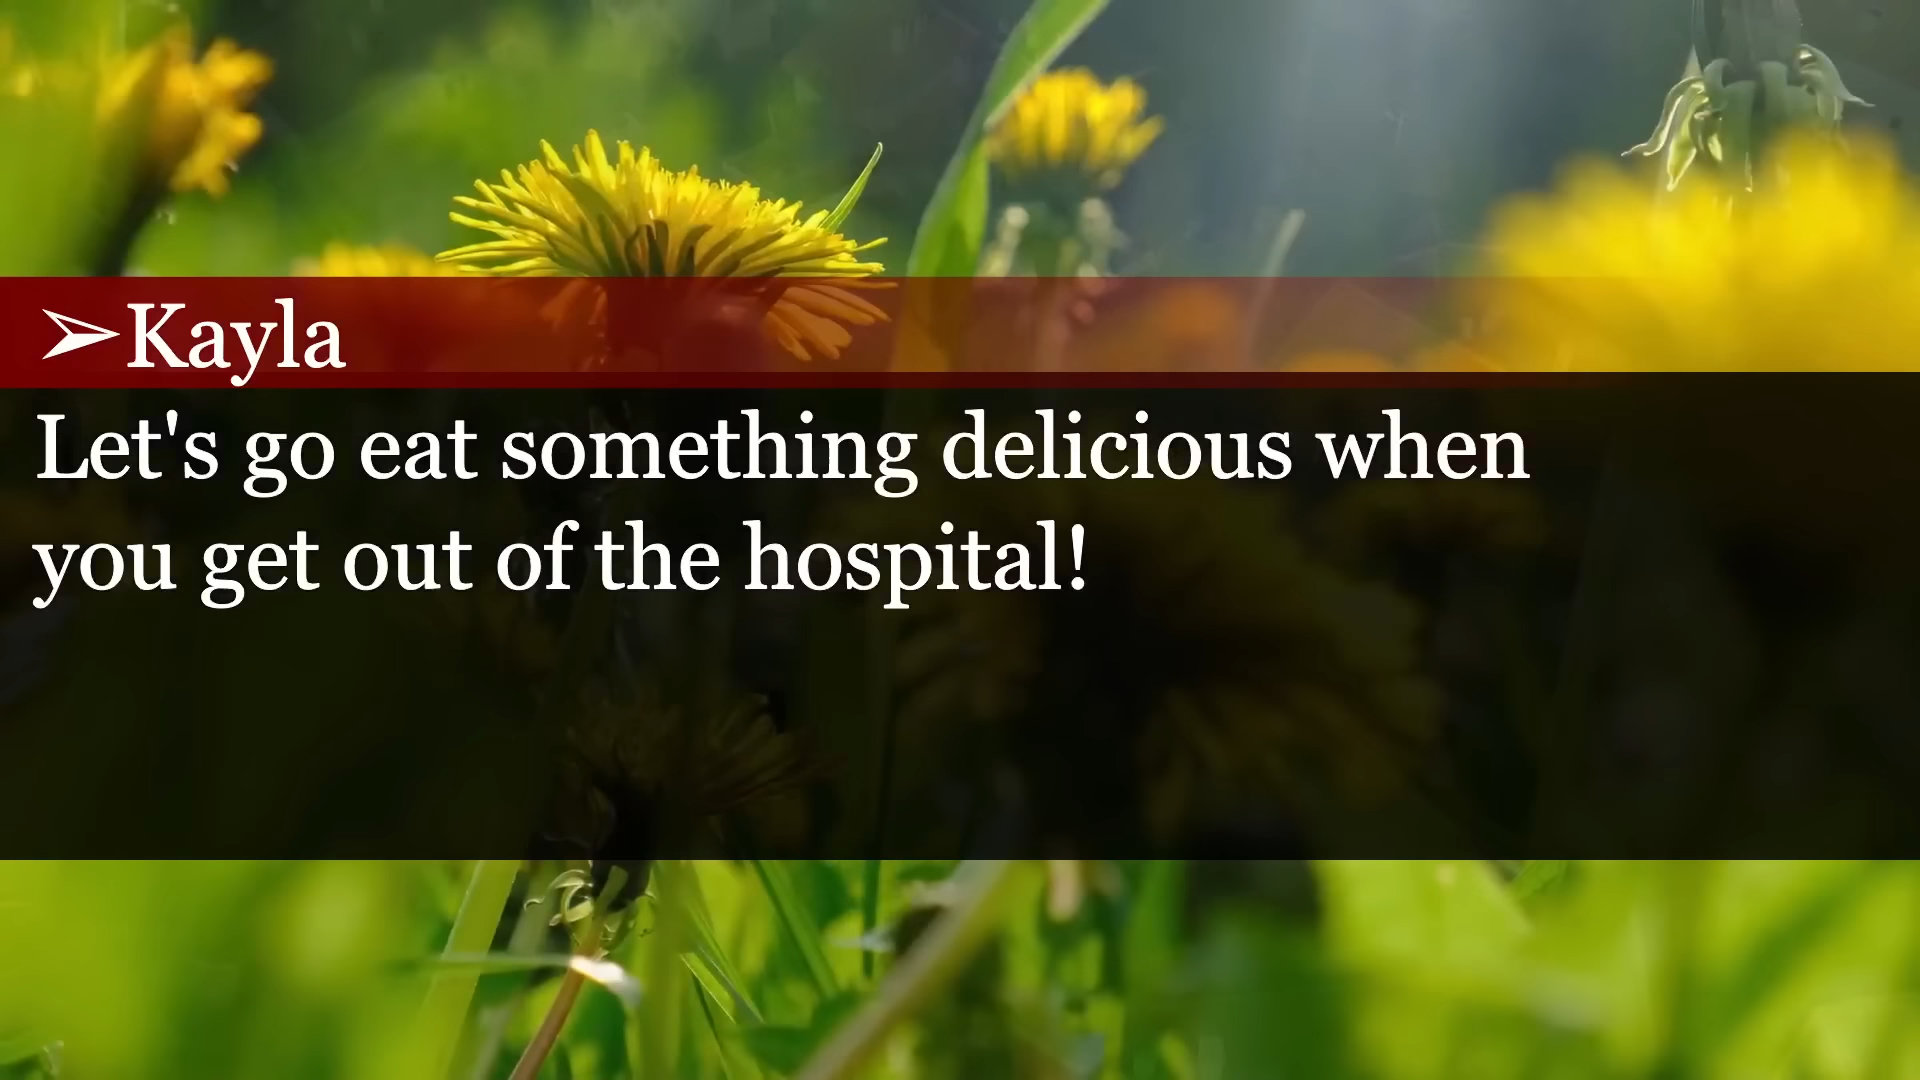 ➢Kayla
Let's go eat something delicious when
you get out of the hospital!